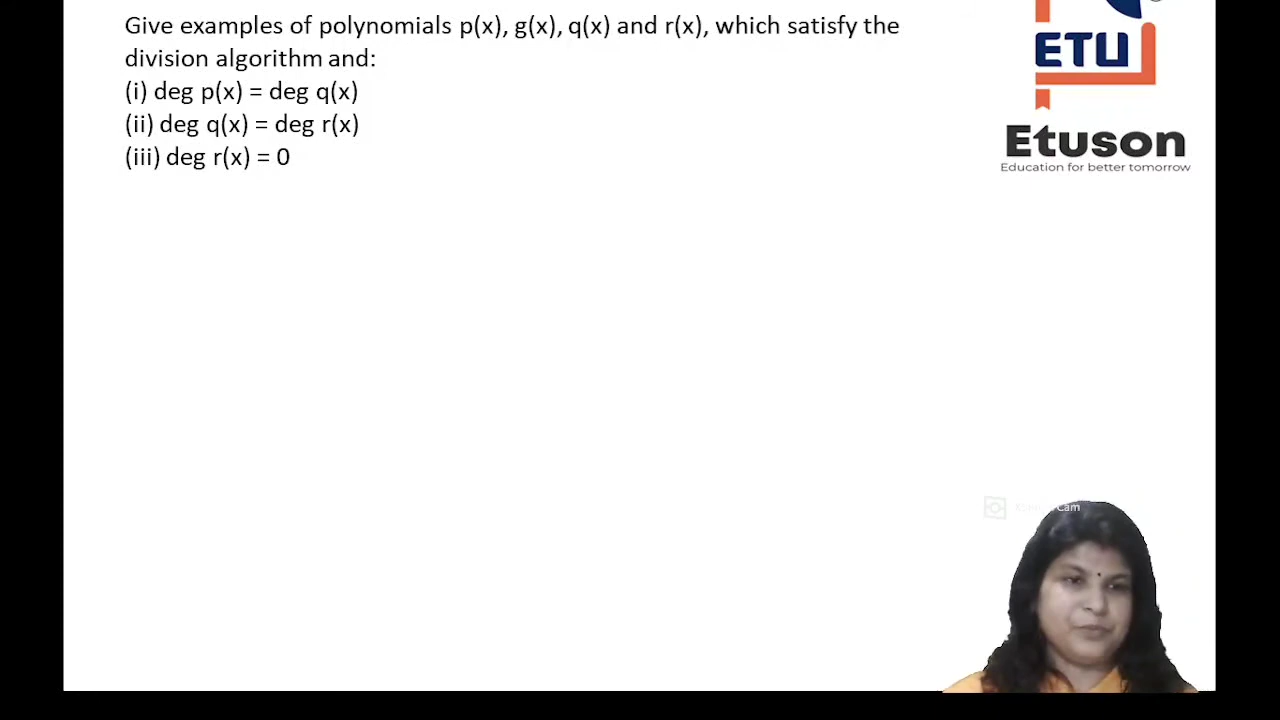 Give examples of polynomials p(x), g(x), q(x) and r(x), which satisfy the
division algorithm and:
(i) deg p(x) = deg q(x)
(ii) deg q(x) = deg r(x)
(iii) deg r(x) = 0
ETU
Etuson
Education for better tomorrow
Cam